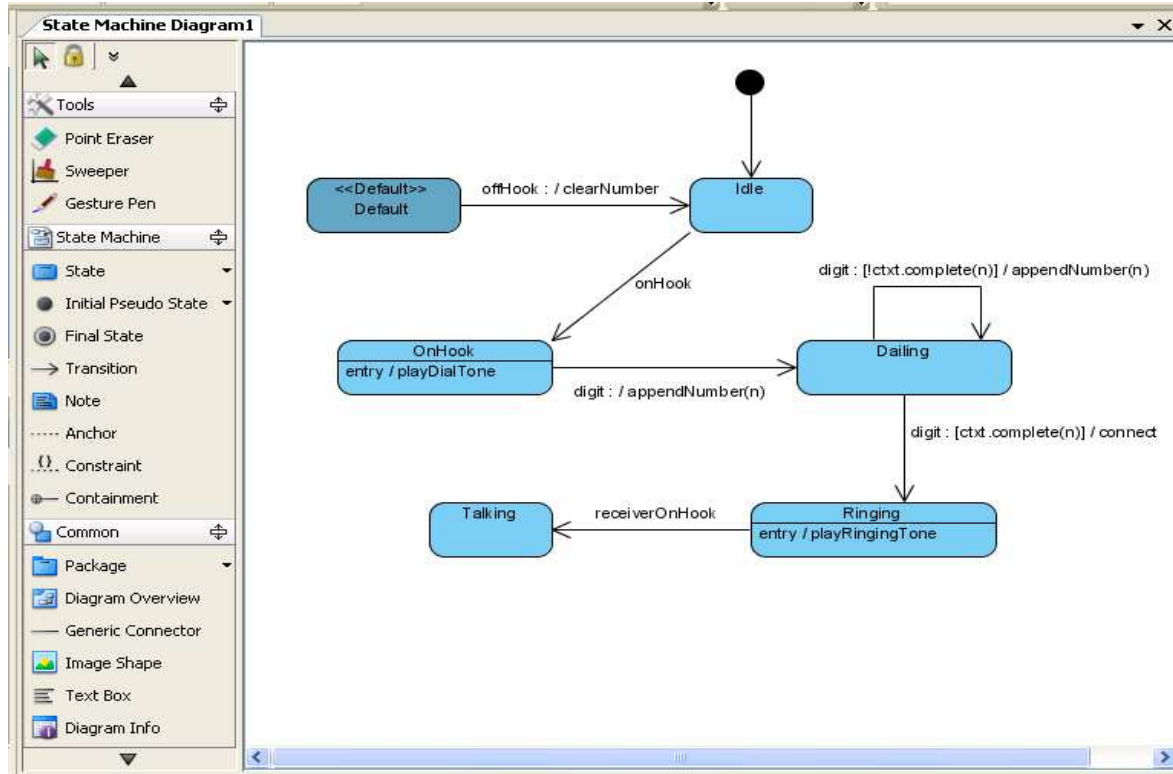 State Machine Diagram1
Tools
Point Eraser
Sweeper
Gesture Pen
State Machine
State
Initial Pseudo State
Final State
Transition
Note
Anchor
Constraint
Containment
Common
Package
Diagram Overview
Generic Connector
Image Shape
Text Box
Diagram Info
<<Default>>
Default
offHook : / clearNumber
Idle
onHook
digit : [!ctxt.complete(n)] / appendNumber(n)
OnHook
entry / playDialTone
digit : / appendNumber(n)
Dailing
digit : [ctxt.complete(n)] / connect
Talking
receiverOnHook
Ringing
entry / playRingingTone